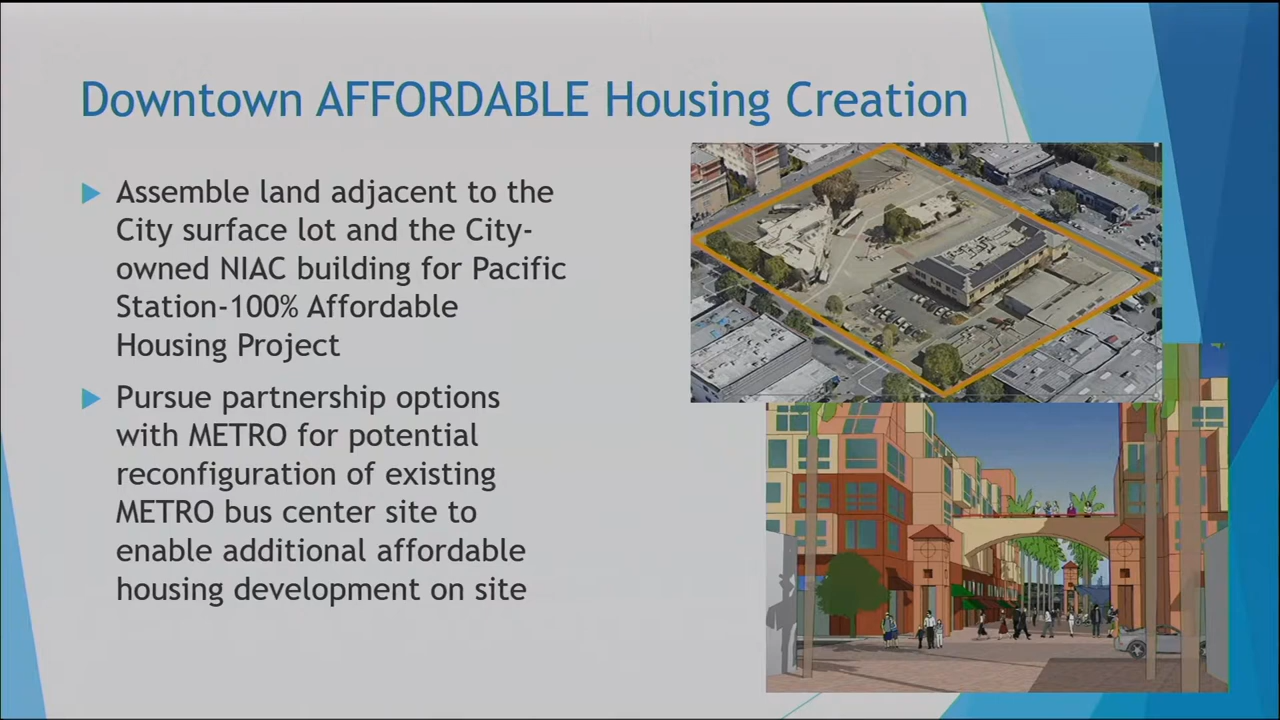 Downtown AFFORDABLE Housing Creation
Assemble land adjacent to the
City surface lot and the City-
owned NIAC building for Pacific
Station-100% Affordable
Housing Project
Pursue partnership options
with METRO for potential
reconfiguration of existing
METRO bus center site to
enable additional affordable
housing development on site